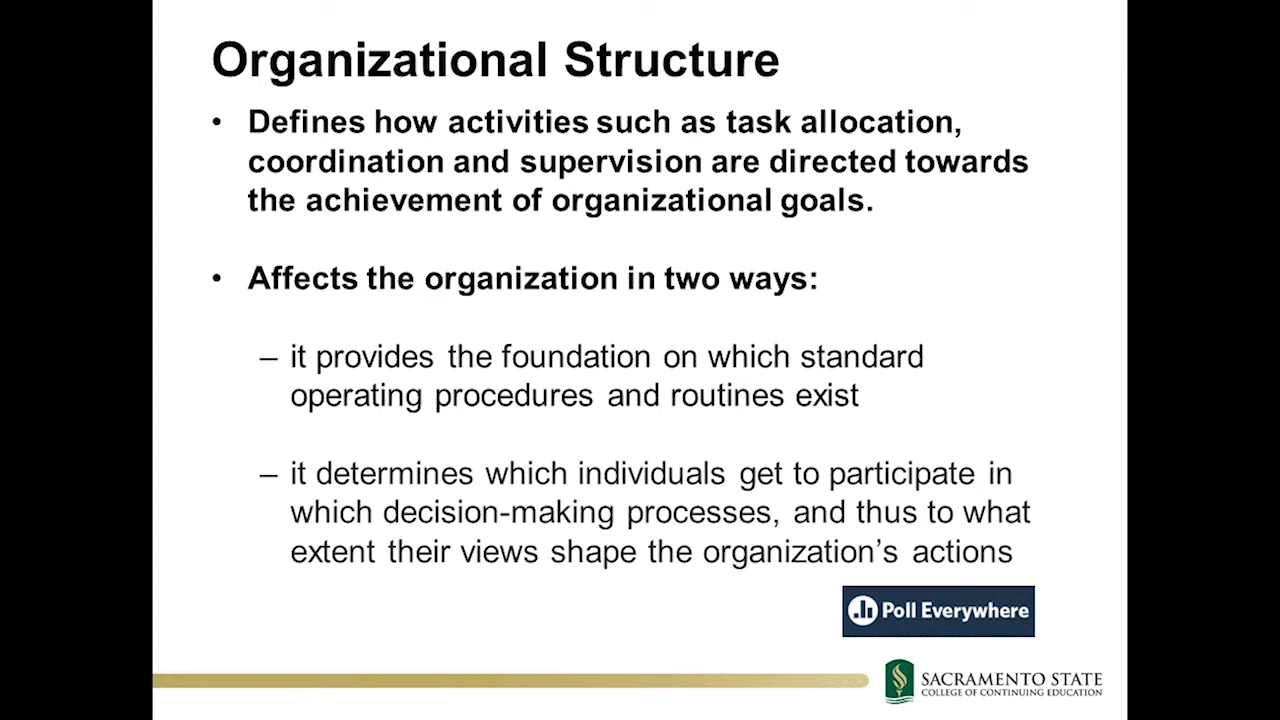 Organizational Structure
• Defines how activities such as task allocation,
coordination and supervision are directed towards
the achievement of organizational goals.
• Affects the organization in two ways:
– it provides the foundation on which standard
operating procedures and routines exist
– it determines which individuals get to participate in
which decision-making processes, and thus to what
extent their views shape the organization’s actions
Poll Everywhere
SACRAMENTO STATE
COLLEGE OF CONTINUING EDUCATION